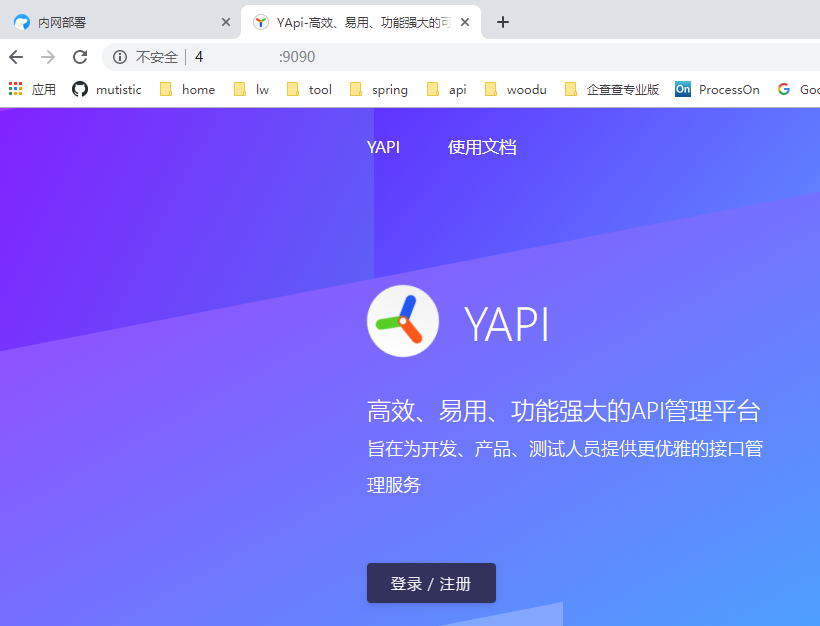 内网部署
YApi-高效、易用、功能强大的可
不安全 4 :9090
应用 mutistic home lw tool spring api woodu 企查查专业版 On ProcessOn Goo
YAPI 使用文档
YAPI
高效、易用、功能强大的API管理平台
旨在为开发、产品、测试人员提供更优雅的接口管
理服务
登录 / 注册